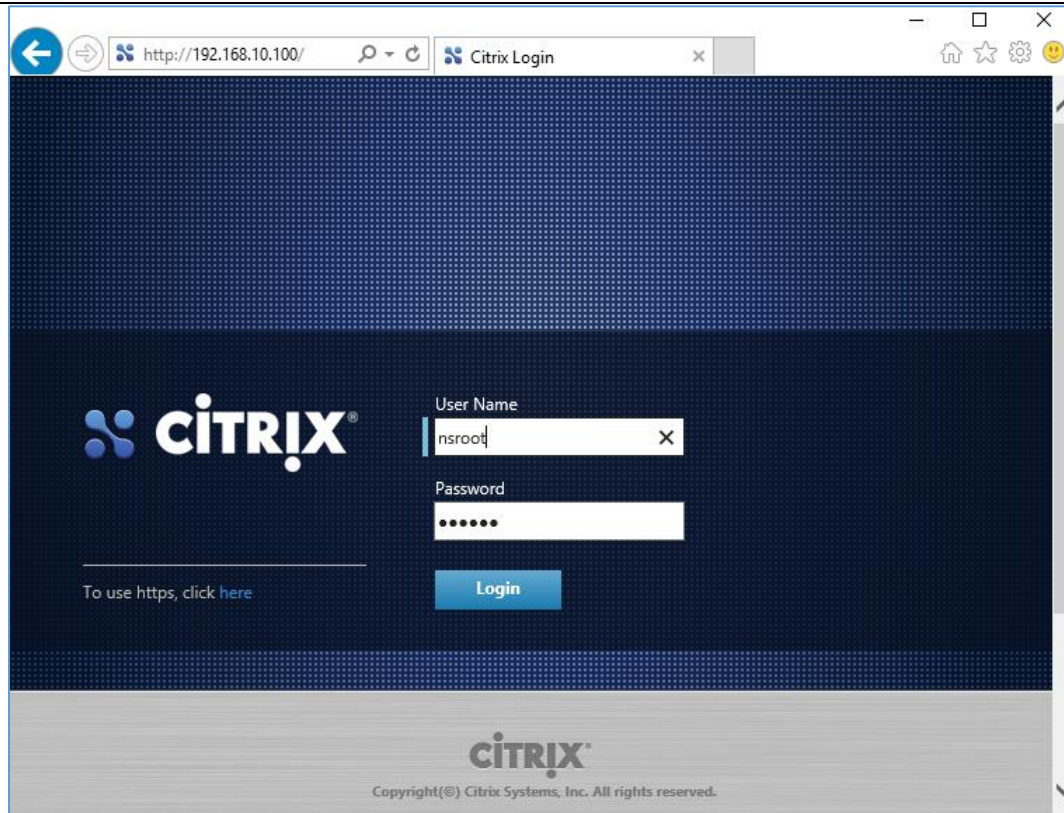 http://192.168.10.100/
Citrix Login
CITRIX®
User Name
nsroot
Password
To use https, click here
Login
CITRIX®
Copyright(©) Citrix Systems, Inc. All rights reserved.